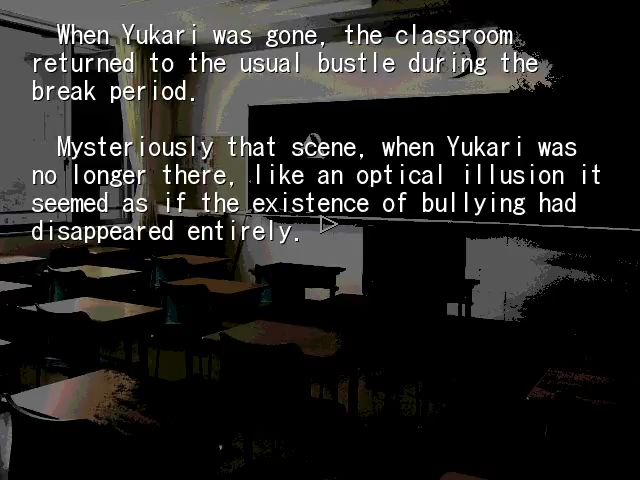 When Yukari was gone, the classroom
returned to the usual bustle during the
break period.
Mysteriously that scene, when Yukari was
no longer there, like an optical illusion it
seemed as if the existence of bullying had
disappeared entirely.